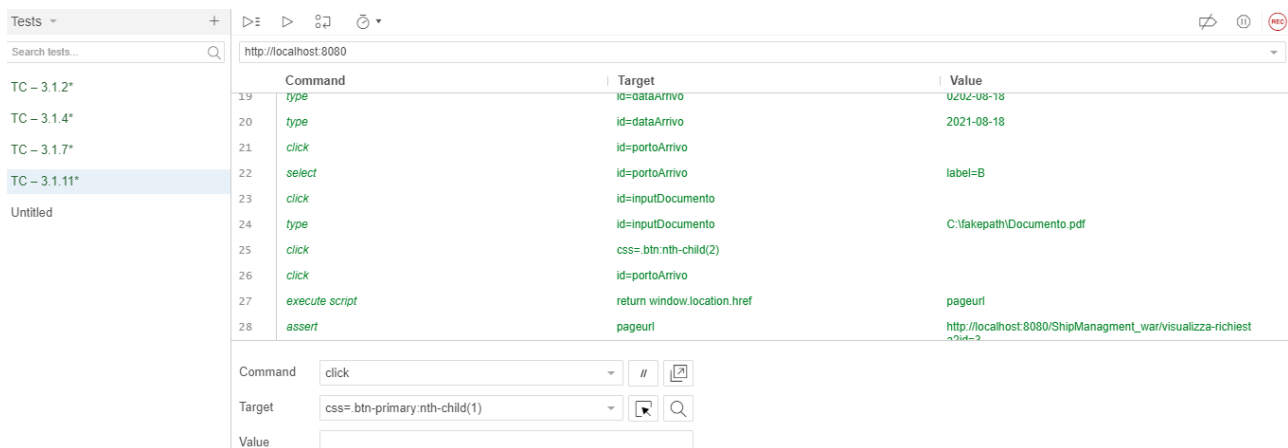 Tests
Search tests...
TC – 3.1.2*
TC – 3.1.4*
TC – 3.1.7*
TC – 3.1.11*
Untitled
REC
http://localhost:8080
Command Target Value
19 type id=dataArrivo 0202-08-18
20 type id=dataArrivo 2021-08-18
21 click id=portoArrivo
22 select id=portoArrivo label=B
23 click id=inputDocumento
24 type id=inputDocumento C:\fakepath\Documento.pdf
25 click css=.btn:nth-child(2)
26 click id=portoArrivo
27 execute script return window.location.href pageurl
28 assert pageurl http://localhost:8080/ShipManagment_war/visualizza-richiest
a?id=3
Command click //
Target css=.btn-primary:nth-child(1)
Value